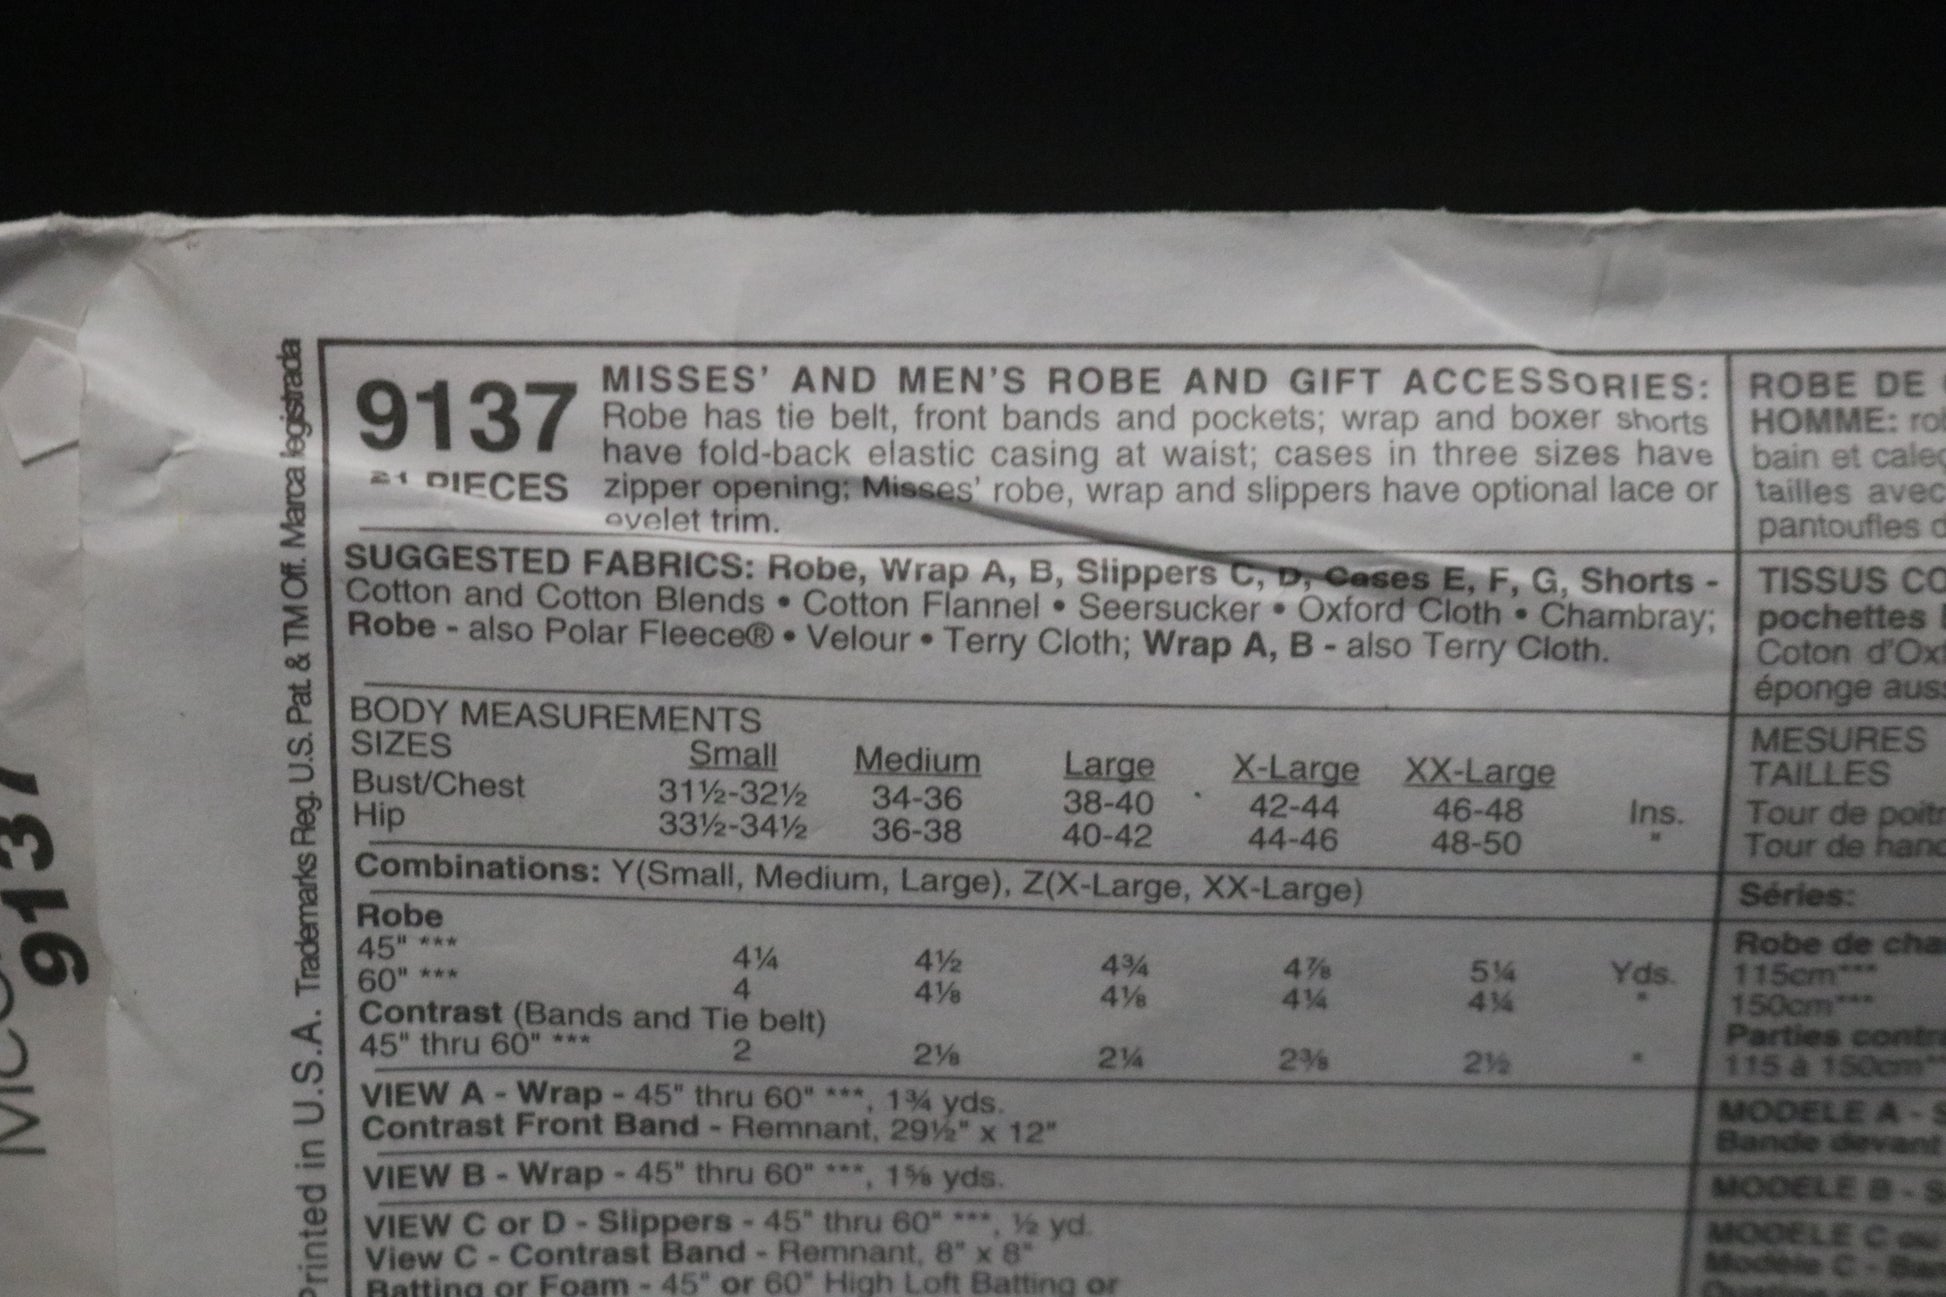 9137
MISSES' AND MEN'S ROBE AND GIFT ACCESSORIES:
Robe has tie belt, front bands and pockets; wrap and boxer shorts
have fold-back elastic casing at waist; cases in three sizes have
PIECES
zipper opening; Misses' robe, wrap and slippers have optional lace or
eyelet trim.
SUGGESTED FABRICS: Robe, Wrap A, B, Slippers C, D, Cases E, F, G, Shorts -
Cotton and Cotton Blends • Cotton Flannel • Seersucker • Oxford Cloth • Chambray;
Robe - also Polar Fleece® • Velour • Terry Cloth; Wrap A, B - also Terry Cloth.
BODY MEASUREMENTS
SIZES Small Medium Large X-Large XX-Large
Bust/Chest 31½-32½ 34-36 38-40 42-44 46-48 Ins.
Hip 33½-34½ 36-38 40-42 44-46 48-50 "
Combinations: Y(Small, Medium, Large), Z(X-Large, XX-Large)
Robe
45" *** 4¼ 4½ 4¾ 4⅞ 5¼ Yds.
60" *** 4 4⅛ 4⅛ 4¼ 4¼ "
Contrast (Bands and Tie belt)
45" thru 60" *** 2 2⅛ 2¼ 2⅜ 2½ "
VIEW A - Wrap - 45" thru 60" ***, 1¾ yds.
Contrast Front Band - Remnant, 29½" x 12"
VIEW B - Wrap - 45" thru 60" ***, 1⅝ yds.
VIEW C or D - Slippers - 45" thru 60" ***, ½ yd.
View C - Contrast Band - Remnant, 8" x 8"
Batting or Foam - 45" or 60" High Loft Batting or
ROBE DE
HOMME:
bain et
tailles avec
pantoufles
TISSUS
pochettes
Coton
éponge
MESURES
TAILLES
Tour de
Tour de
Séries:
Robe de
115cm***
150cm***
Parties
115 à 150cm
MODELE A -
Bande devant
MODELE B -
MODELE C
Modèle C -
Printed in U.S.A. Trademarks Reg. U.S. Pat. & TM Off. Marca registrada
9137